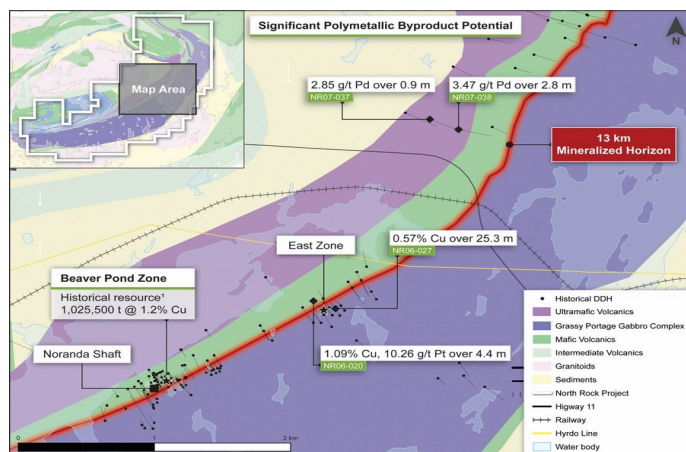 Significant Polymetallic Byproduct Potential
N
Map Area
2.85 g/t Pd over 0.9 m
NR07-037
3.47 g/t Pd over 2.8 m
NR07-038
13 km
Mineralized Horizon
0.57% Cu over 25.3 m
NR06-027
East Zone
Beaver Pond Zone
Historical resource¹
1,025,500 t @ 1.2% Cu
Noranda Shaft
1.09% Cu, 10.26 g/t Pt over 4.4 m
NR06-020
Historical DDH
Ultramafic Volcanics
Grassy Portage Gabbro Complex
Mafic Volcanics
Intermediate Volcanics
Granitoids
Sediments
North Rock Project
Higway 11
Railway
Hyrdo Line
Water body
0
1
2 km